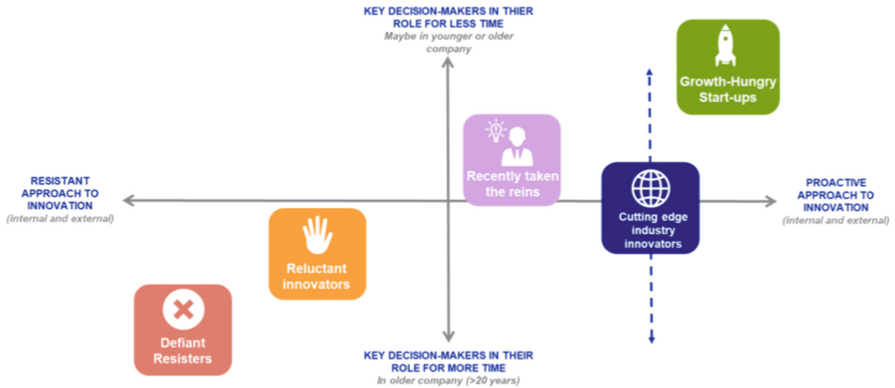 KEY DECISION-MAKERS IN THIER
ROLE FOR LESS TIME
Maybe in younger or older
company
Growth-Hungry
Start-ups
Recently taken
the reins
RESISTANT
APPROACH TO
INNOVATION
(internal and external)
PROACTIVE
APPROACH TO
INNOVATION
(internal and external)
Cutting edge
industry
innovators
Reluctant
innovators
Defiant
Resisters
KEY DECISION-MAKERS IN THEIR
ROLE FOR MORE TIME
In older company (>20 years)